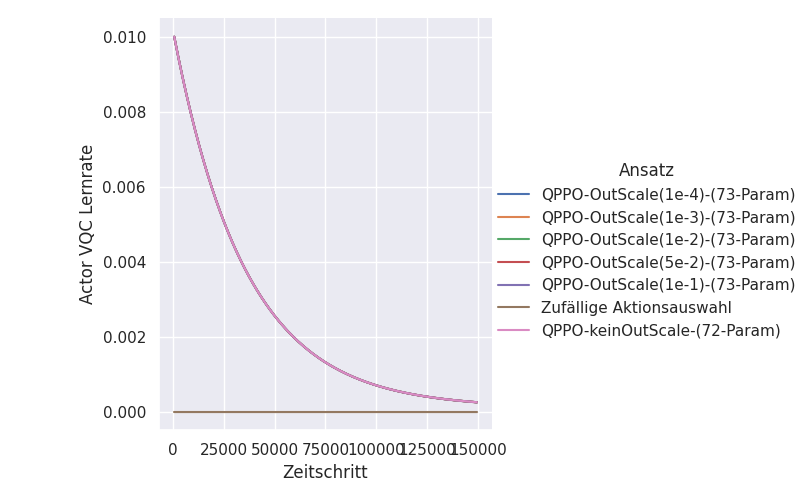 0.010
0.008
0.006
0.004
0.002
0.000
Actor VQC Lernrate
0 25000 50000 75000 100000 125000 150000
Zeitschritt
Ansatz
QPPO-OutScale(1e-4)-(73-Param)
QPPO-OutScale(1e-3)-(73-Param)
QPPO-OutScale(1e-2)-(73-Param)
QPPO-OutScale(5e-2)-(73-Param)
QPPO-OutScale(1e-1)-(73-Param)
Zufällige Aktionsauswahl
QPPO-keinOutScale-(72-Param)